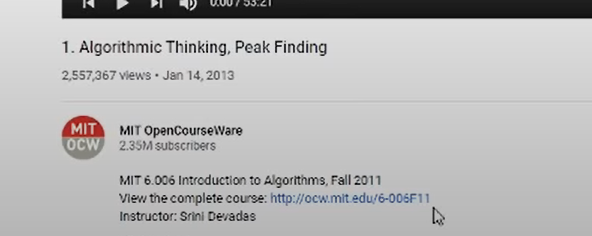 0:00 / 53:21
1. Algorithmic Thinking, Peak Finding
2,557,367 views • Jan 14, 2013
MIT
OCW
MIT OpenCourseWare
2.35M subscribers
MIT 6.006 Introduction to Algorithms, Fall 2011
View the complete course: http://ocw.mit.edu/6-006F11
Instructor: Srini Devadas